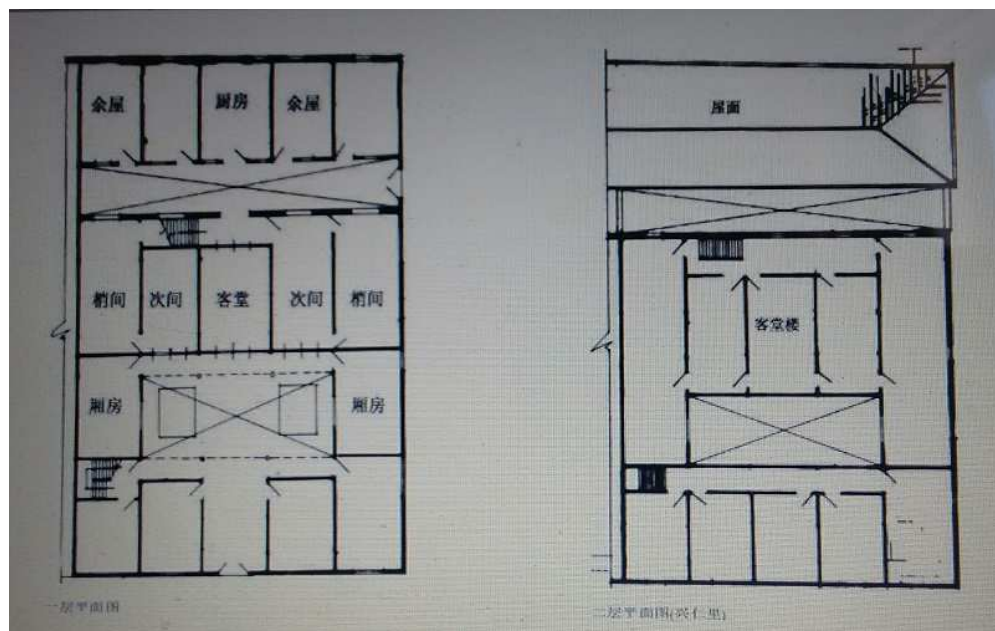 余屋 厨房 余屋
梢间 次间 客堂 次间 梢间
厢房 厢房
一层平面图
屋面
客堂楼
二层平面图(兴仁里)